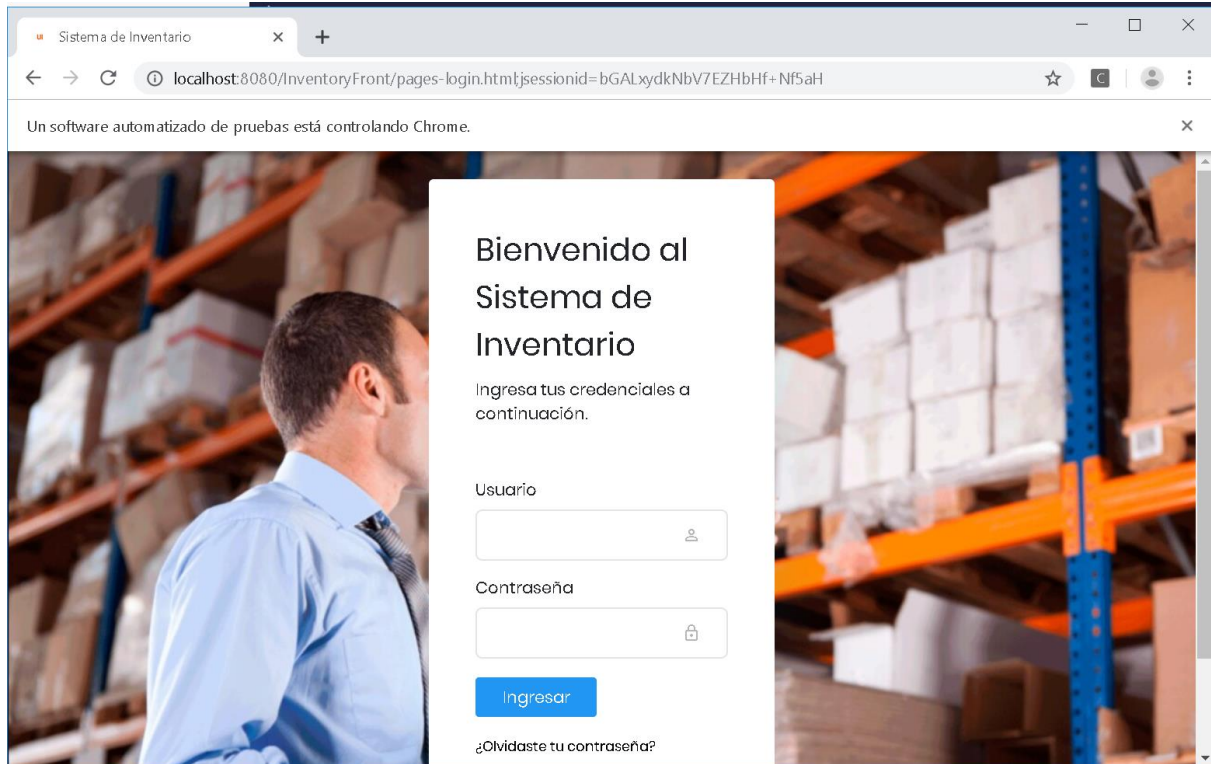 Sistema de Inventario
localhost:8080/InventoryFront/pages-login.html;jsessionid=bGALxydkNbV7EZHbHf+Nf5aH
Un software automatizado de pruebas está controlando Chrome.
Bienvenido al
Sistema de
Inventario
Ingresa tus credenciales a
continuación.
Usuario
Contraseña
Ingresar
¿Olvidaste tu contraseña?